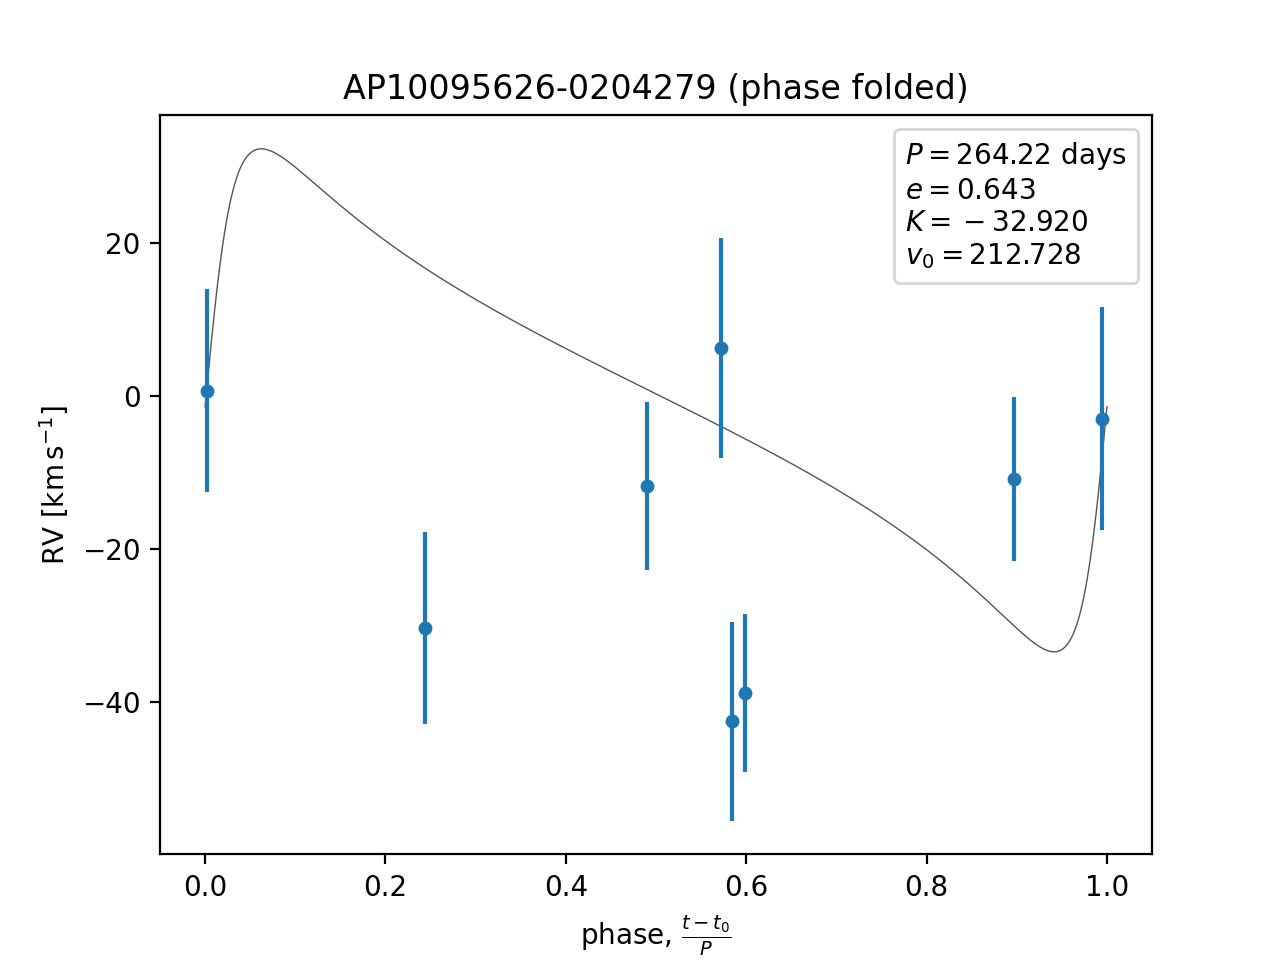 AP10095626-0204279 (phase folded)
P = 264.22 days
e = 0.643
K = −32.920
v₀ = 212.728
RV [km s⁻¹]
20
0
−20
−40
0.0 0.2 0.4 0.6 0.8 1.0
phase, (t − t₀)/P